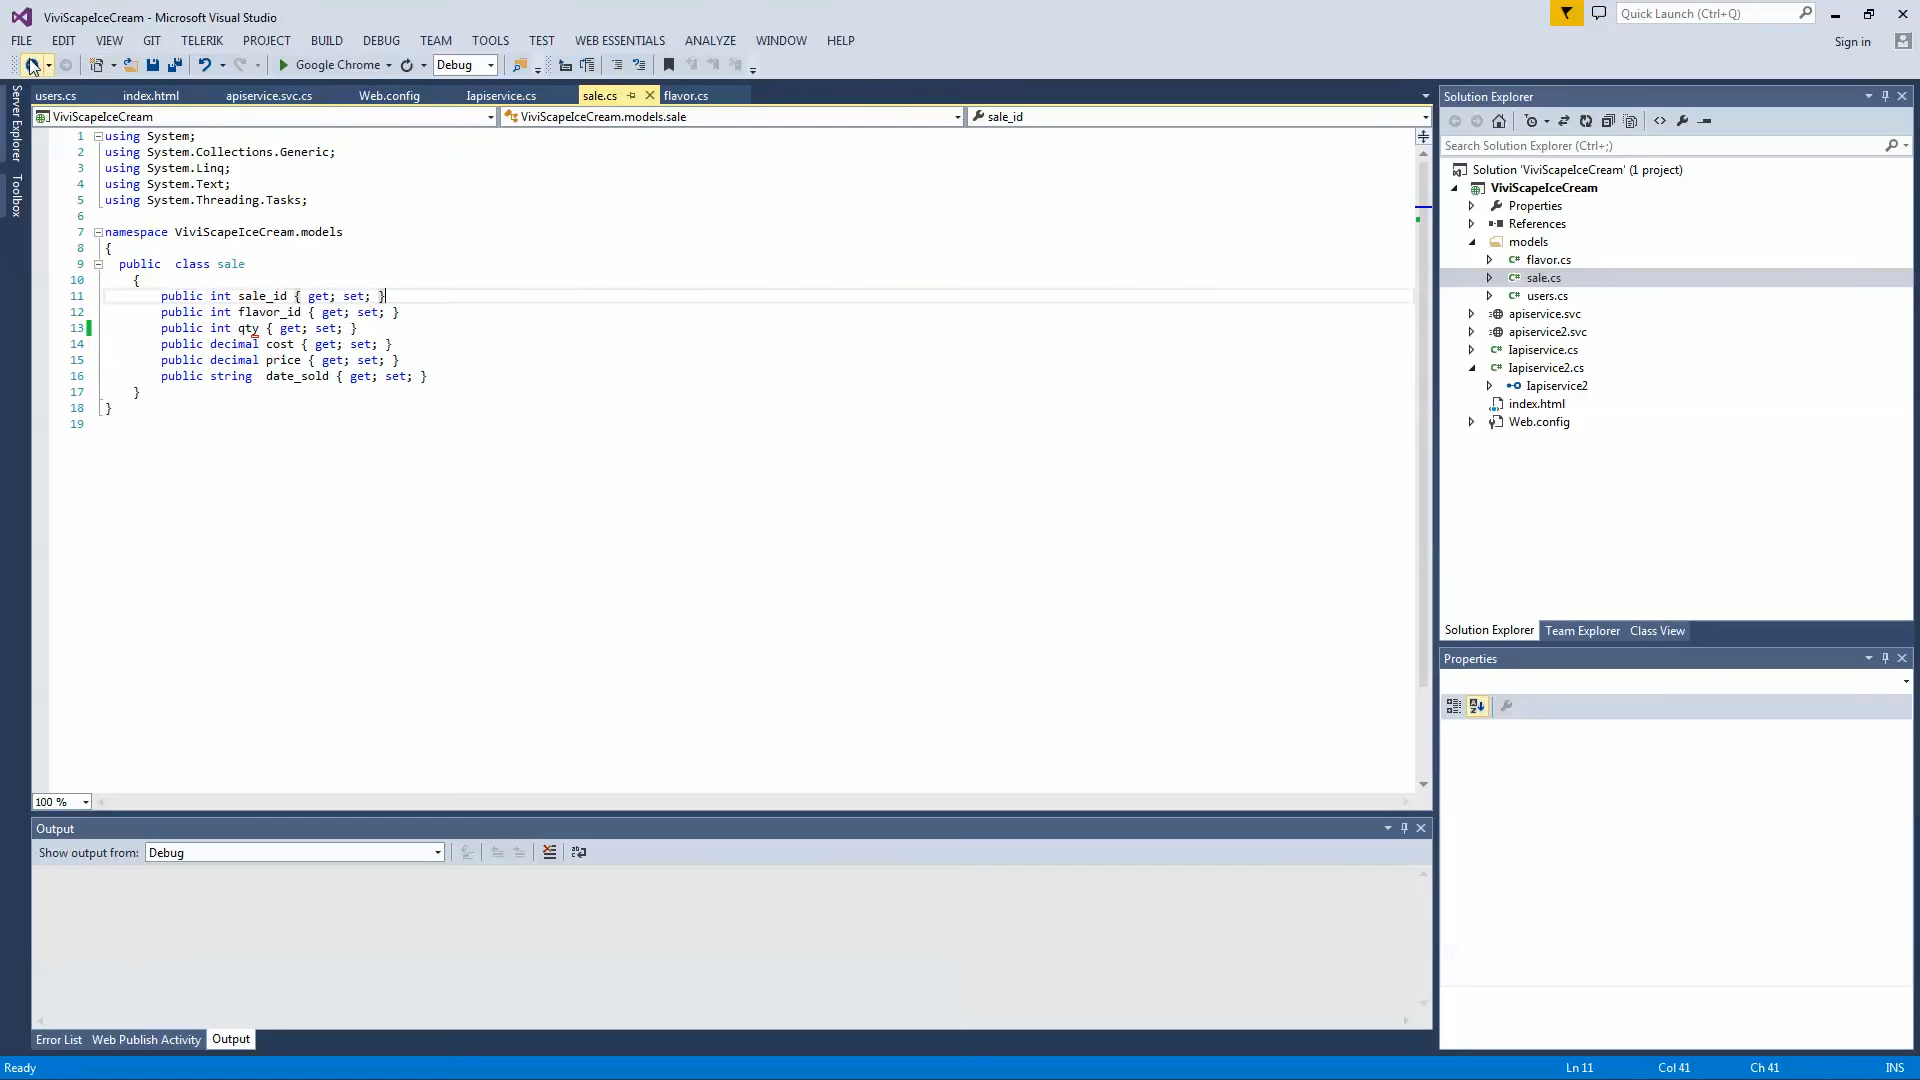 ViviScapeIceCream - Microsoft Visual Studio
Quick Launch (Ctrl+Q)
FILE EDIT VIEW GIT TELERIK PROJECT BUILD DEBUG TEAM TOOLS TEST WEB ESSENTIALS ANALYZE WINDOW HELP
Sign in
Google Chrome
Debug
Server Explorer
Toolbox
users.cs index.html apiservice.svc.cs Web.config Iapiservice.cs sale.cs flavor.cs
ViviScapeIceCream
ViviScapeIceCream.models.sale
sale_id
1 using System;
2 using System.Collections.Generic;
3 using System.Linq;
4 using System.Text;
5 using System.Threading.Tasks;
6
7 namespace ViviScapeIceCream.models
8 {
9 public  class sale
10 {
11 public int sale_id { get; set; }
12 public int flavor_id { get; set; }
13 public int qty { get; set; }
14 public decimal cost { get; set; }
15 public decimal price { get; set; }
16 public string  date_sold { get; set; }
17 }
18 }
19
100 %
Output
Show output from: Debug
Error List Web Publish Activity Output
Solution Explorer
Search Solution Explorer (Ctrl+;)
Solution 'ViviScapeIceCream' (1 project)
ViviScapeIceCream
Properties
References
models
flavor.cs
sale.cs
users.cs
apiservice.svc
apiservice2.svc
Iapiservice.cs
Iapiservice2.cs
Iapiservice2
index.html
Web.config
Solution Explorer Team Explorer Class View
Properties
Ready
Ln 11 Col 41 Ch 41 INS